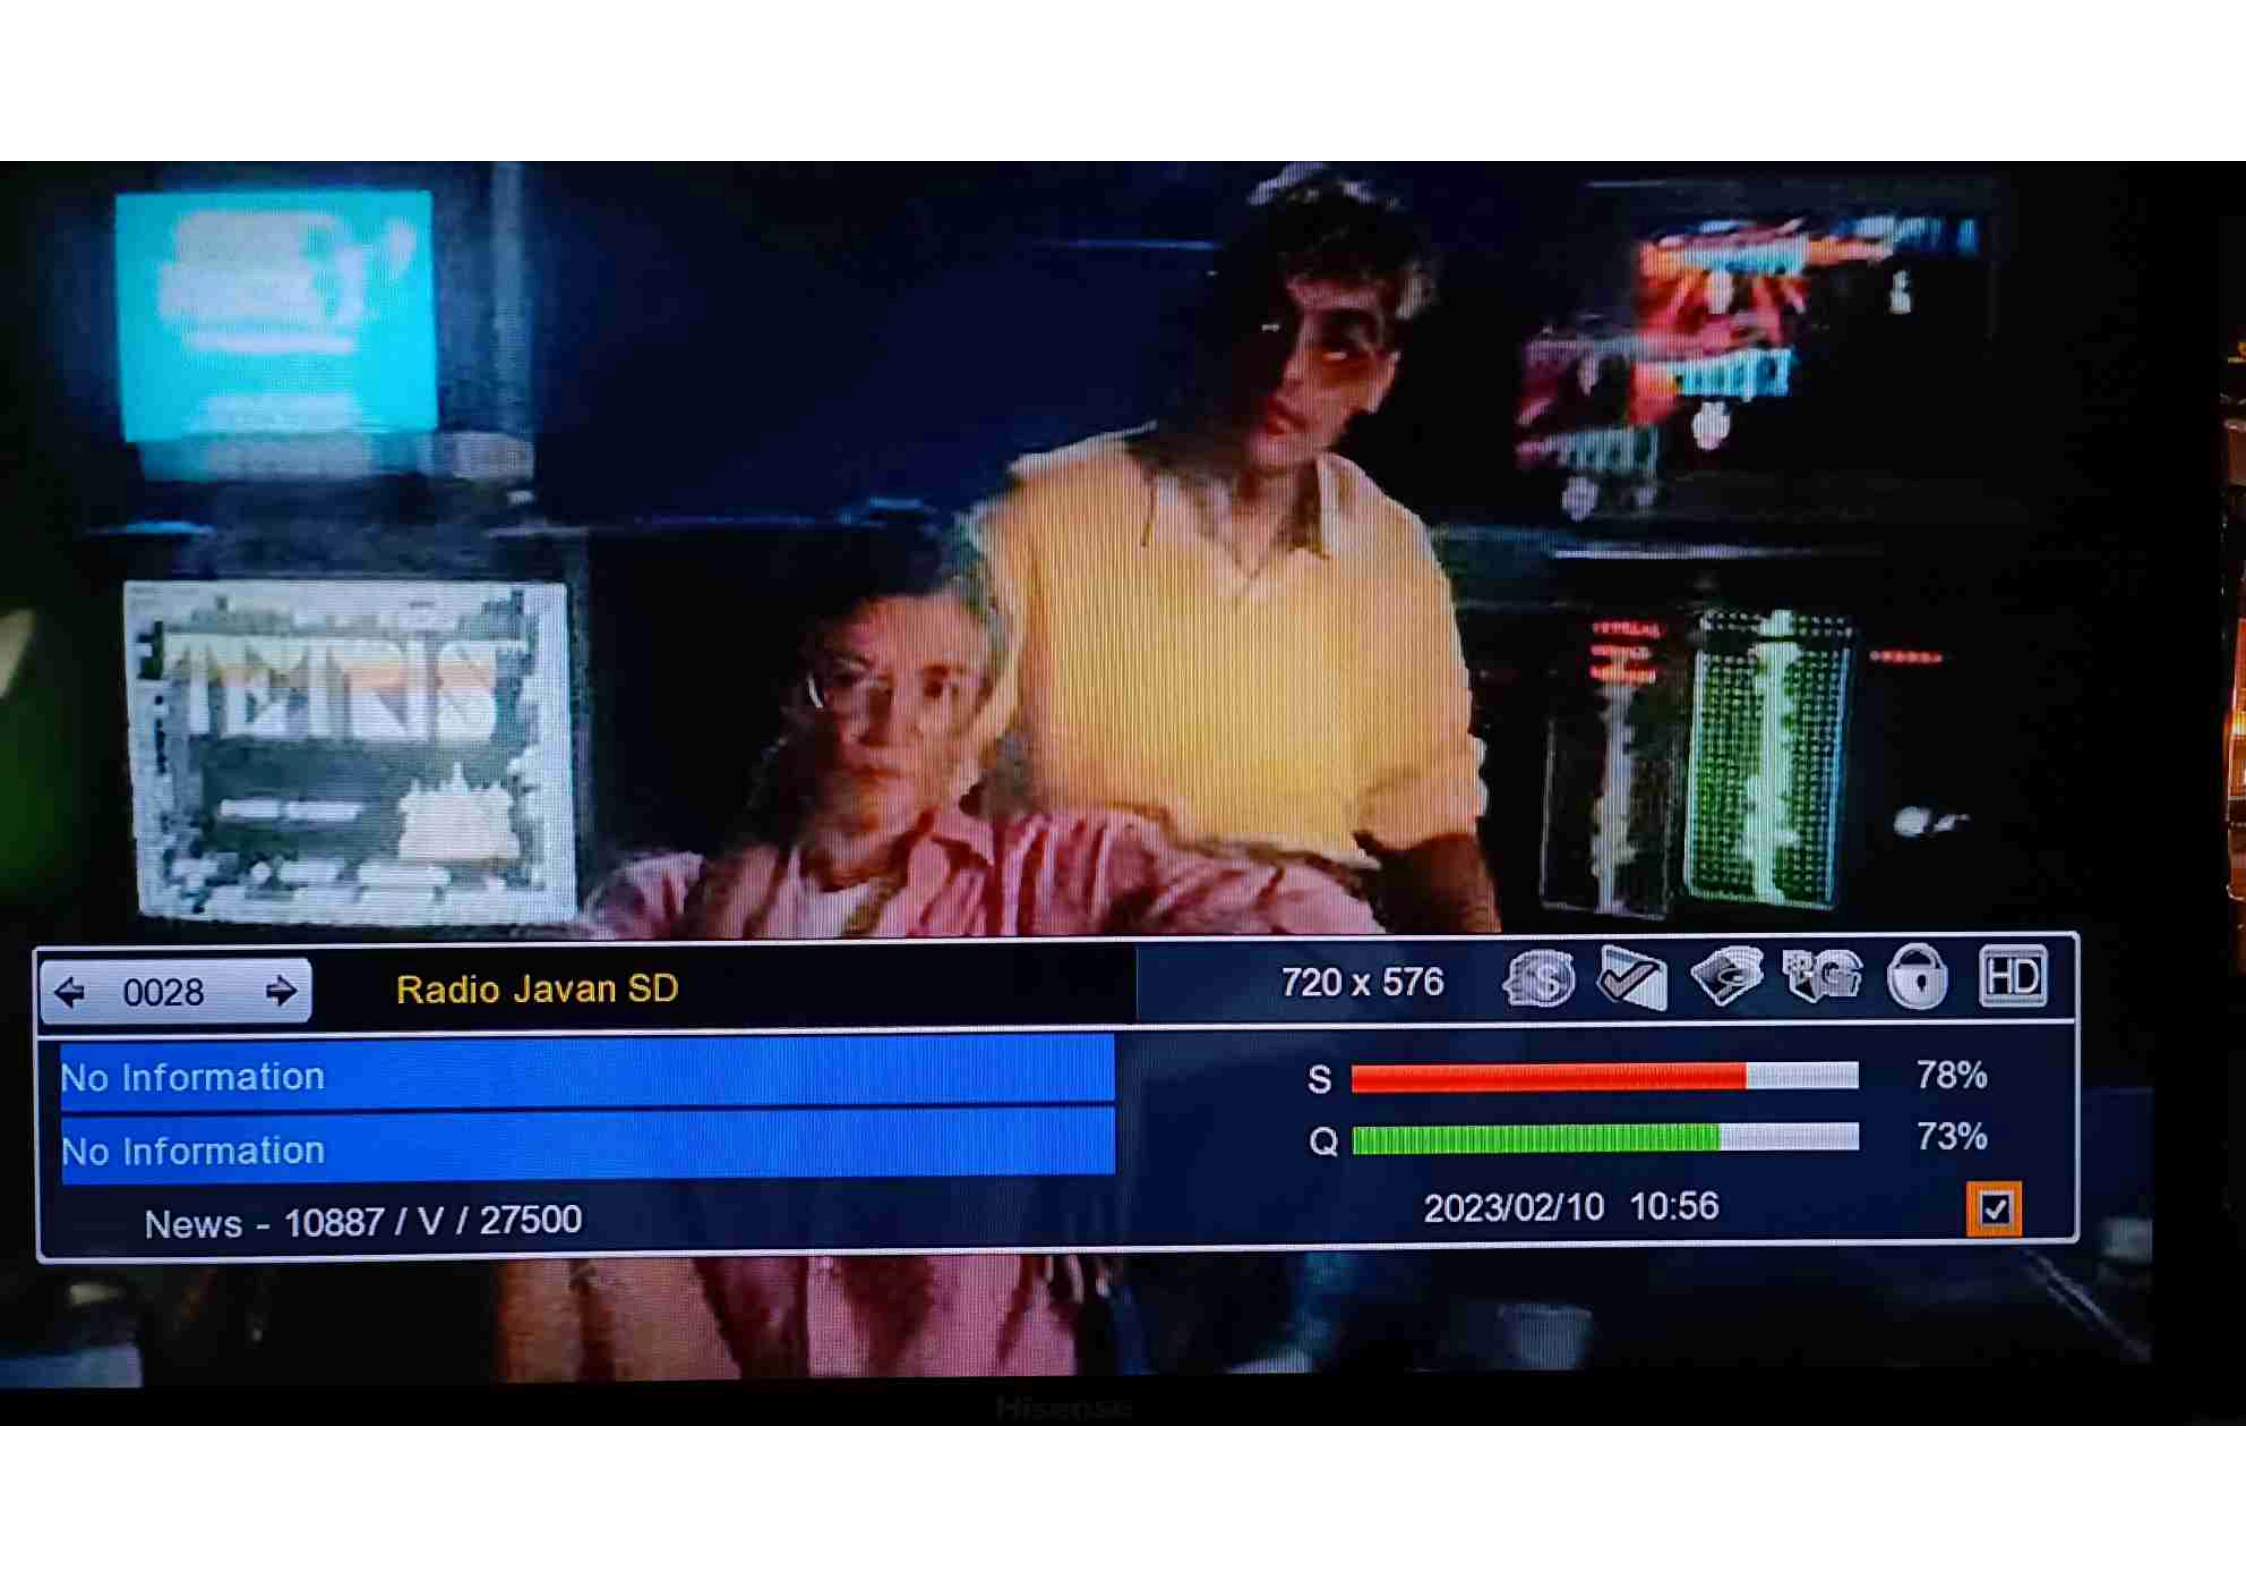 TETRIS
0028
Radio Javan SD
720 x 576
HD
No Information
S 78%
No Information
Q 73%
News - 10887 / V / 27500
2023/02/10 10:56
Hisense